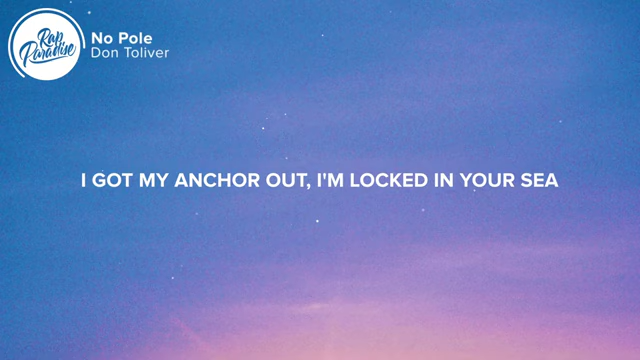 Rap
Paradise
No Pole
Don Toliver
I GOT MY ANCHOR OUT, I'M LOCKED IN YOUR SEA